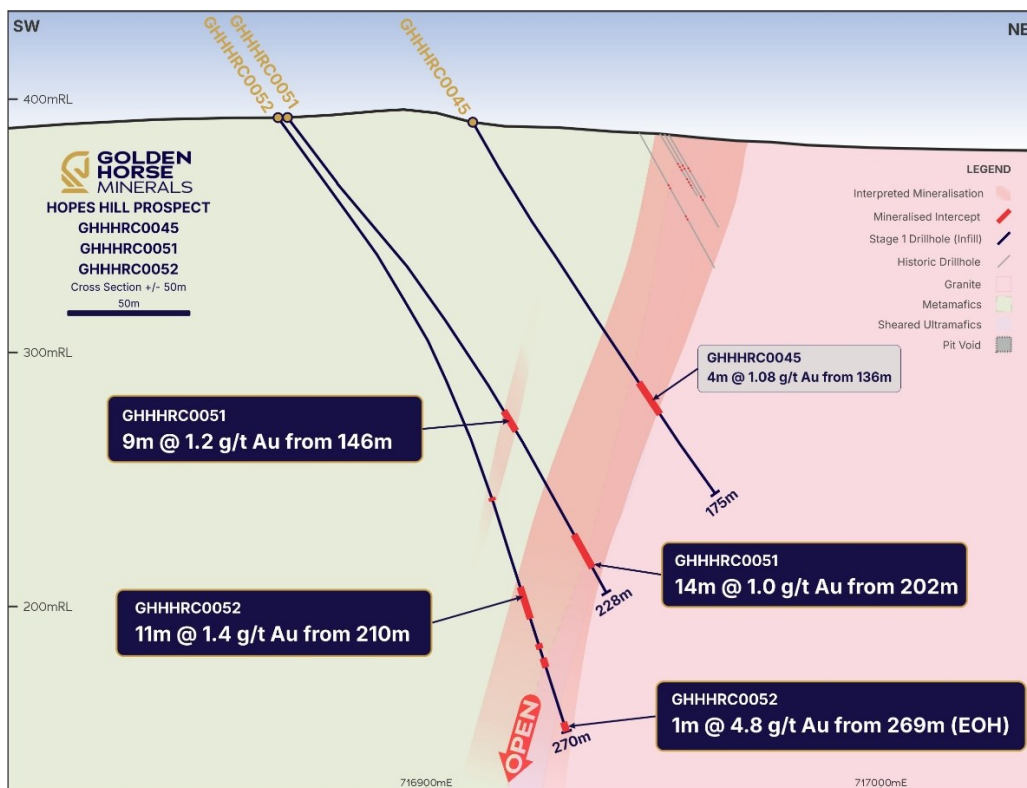 SW
NE
GHHHRC0052
GHHHRC0051
GHHHRC0045
400mRL
GOLDEN
HORSE
MINERALS
HOPES HILL PROSPECT
GHHHRC0045
GHHHRC0051
GHHHRC0052
Cross Section +/- 50m
50m
LEGEND
Interpreted Mineralisation
Mineralised Intercept
Stage 1 Drillhole (Infill)
Historic Drillhole
Granite
Metamafics
Sheared Ultramafics
Pit Void
300mRL
GHHHRC0045
4m @ 1.08 g/t Au from 136m
GHHHRC0051
9m @ 1.2 g/t Au from 146m
175m
GHHHRC0051
14m @ 1.0 g/t Au from 202m
228m
200mRL
GHHHRC0052
11m @ 1.4 g/t Au from 210m
GHHHRC0052
1m @ 4.8 g/t Au from 269m (EOH)
OPEN
270m
716900mE
717000mE